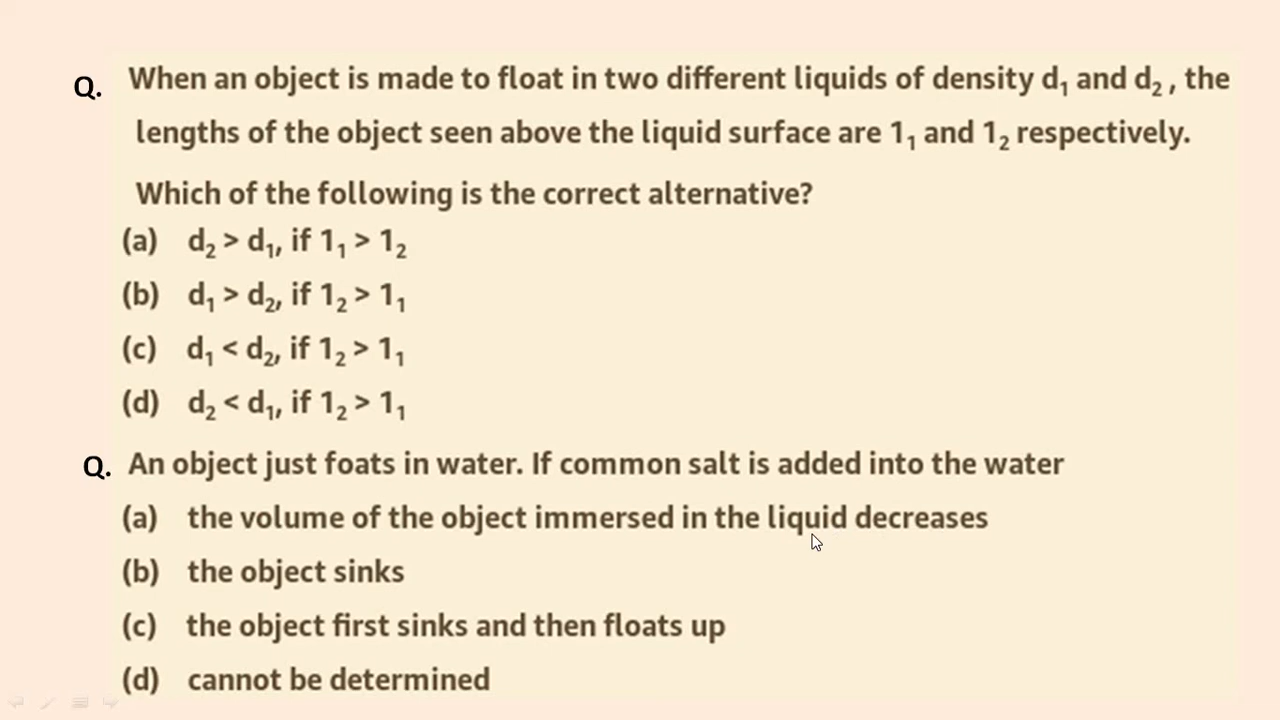 Q. When an object is made to float in two different liquids of density d₁ and d₂ , the
lengths of the object seen above the liquid surface are 1₁ and 1₂ respectively.
Which of the following is the correct alternative?
(a) d₂ > d₁, if 1₁ > 1₂
(b) d₁ > d₂, if 1₂ > 1₁
(c) d₁ < d₂, if 1₂ > 1₁
(d) d₂ < d₁, if 1₂ > 1₁
Q. An object just foats in water. If common salt is added into the water
(a) the volume of the object immersed in the liquid decreases
(b) the object sinks
(c) the object first sinks and then floats up
(d) cannot be determined